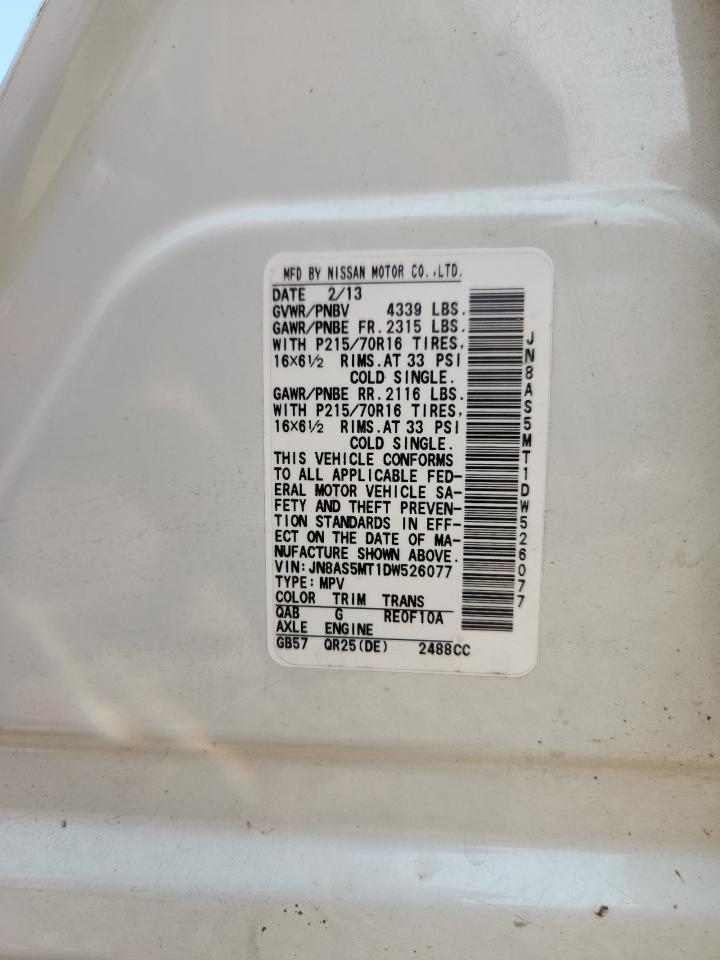 MFD BY NISSAN MOTOR CO.,LTD.
DATE 2/13
GVWR/PNBV 4339 LBS.
GAWR/PNBE FR.2315 LBS.
WITH P215/70R16 TIRES,
16X6½ RIMS.AT 33 PSI
COLD SINGLE.
GAWR/PNBE RR.2116 LBS.
WITH P215/70R16 TIRES,
16X6½ RIMS.AT 33 PSI
COLD SINGLE.
THIS VEHICLE CONFORMS
TO ALL APPLICABLE FED-
ERAL MOTOR VEHICLE SA-
FETY AND THEFT PREVEN-
TION STANDARDS IN EFF-
ECT ON THE DATE OF MA-
NUFACTURE SHOWN ABOVE.
VIN:JN8AS5MT1DW526077
TYPE:MPV
COLOR TRIM TRANS
QAB G RE0F10A
AXLE ENGINE
GB57 QR25(DE) 2488CC
JN8AS5MT1DW526077